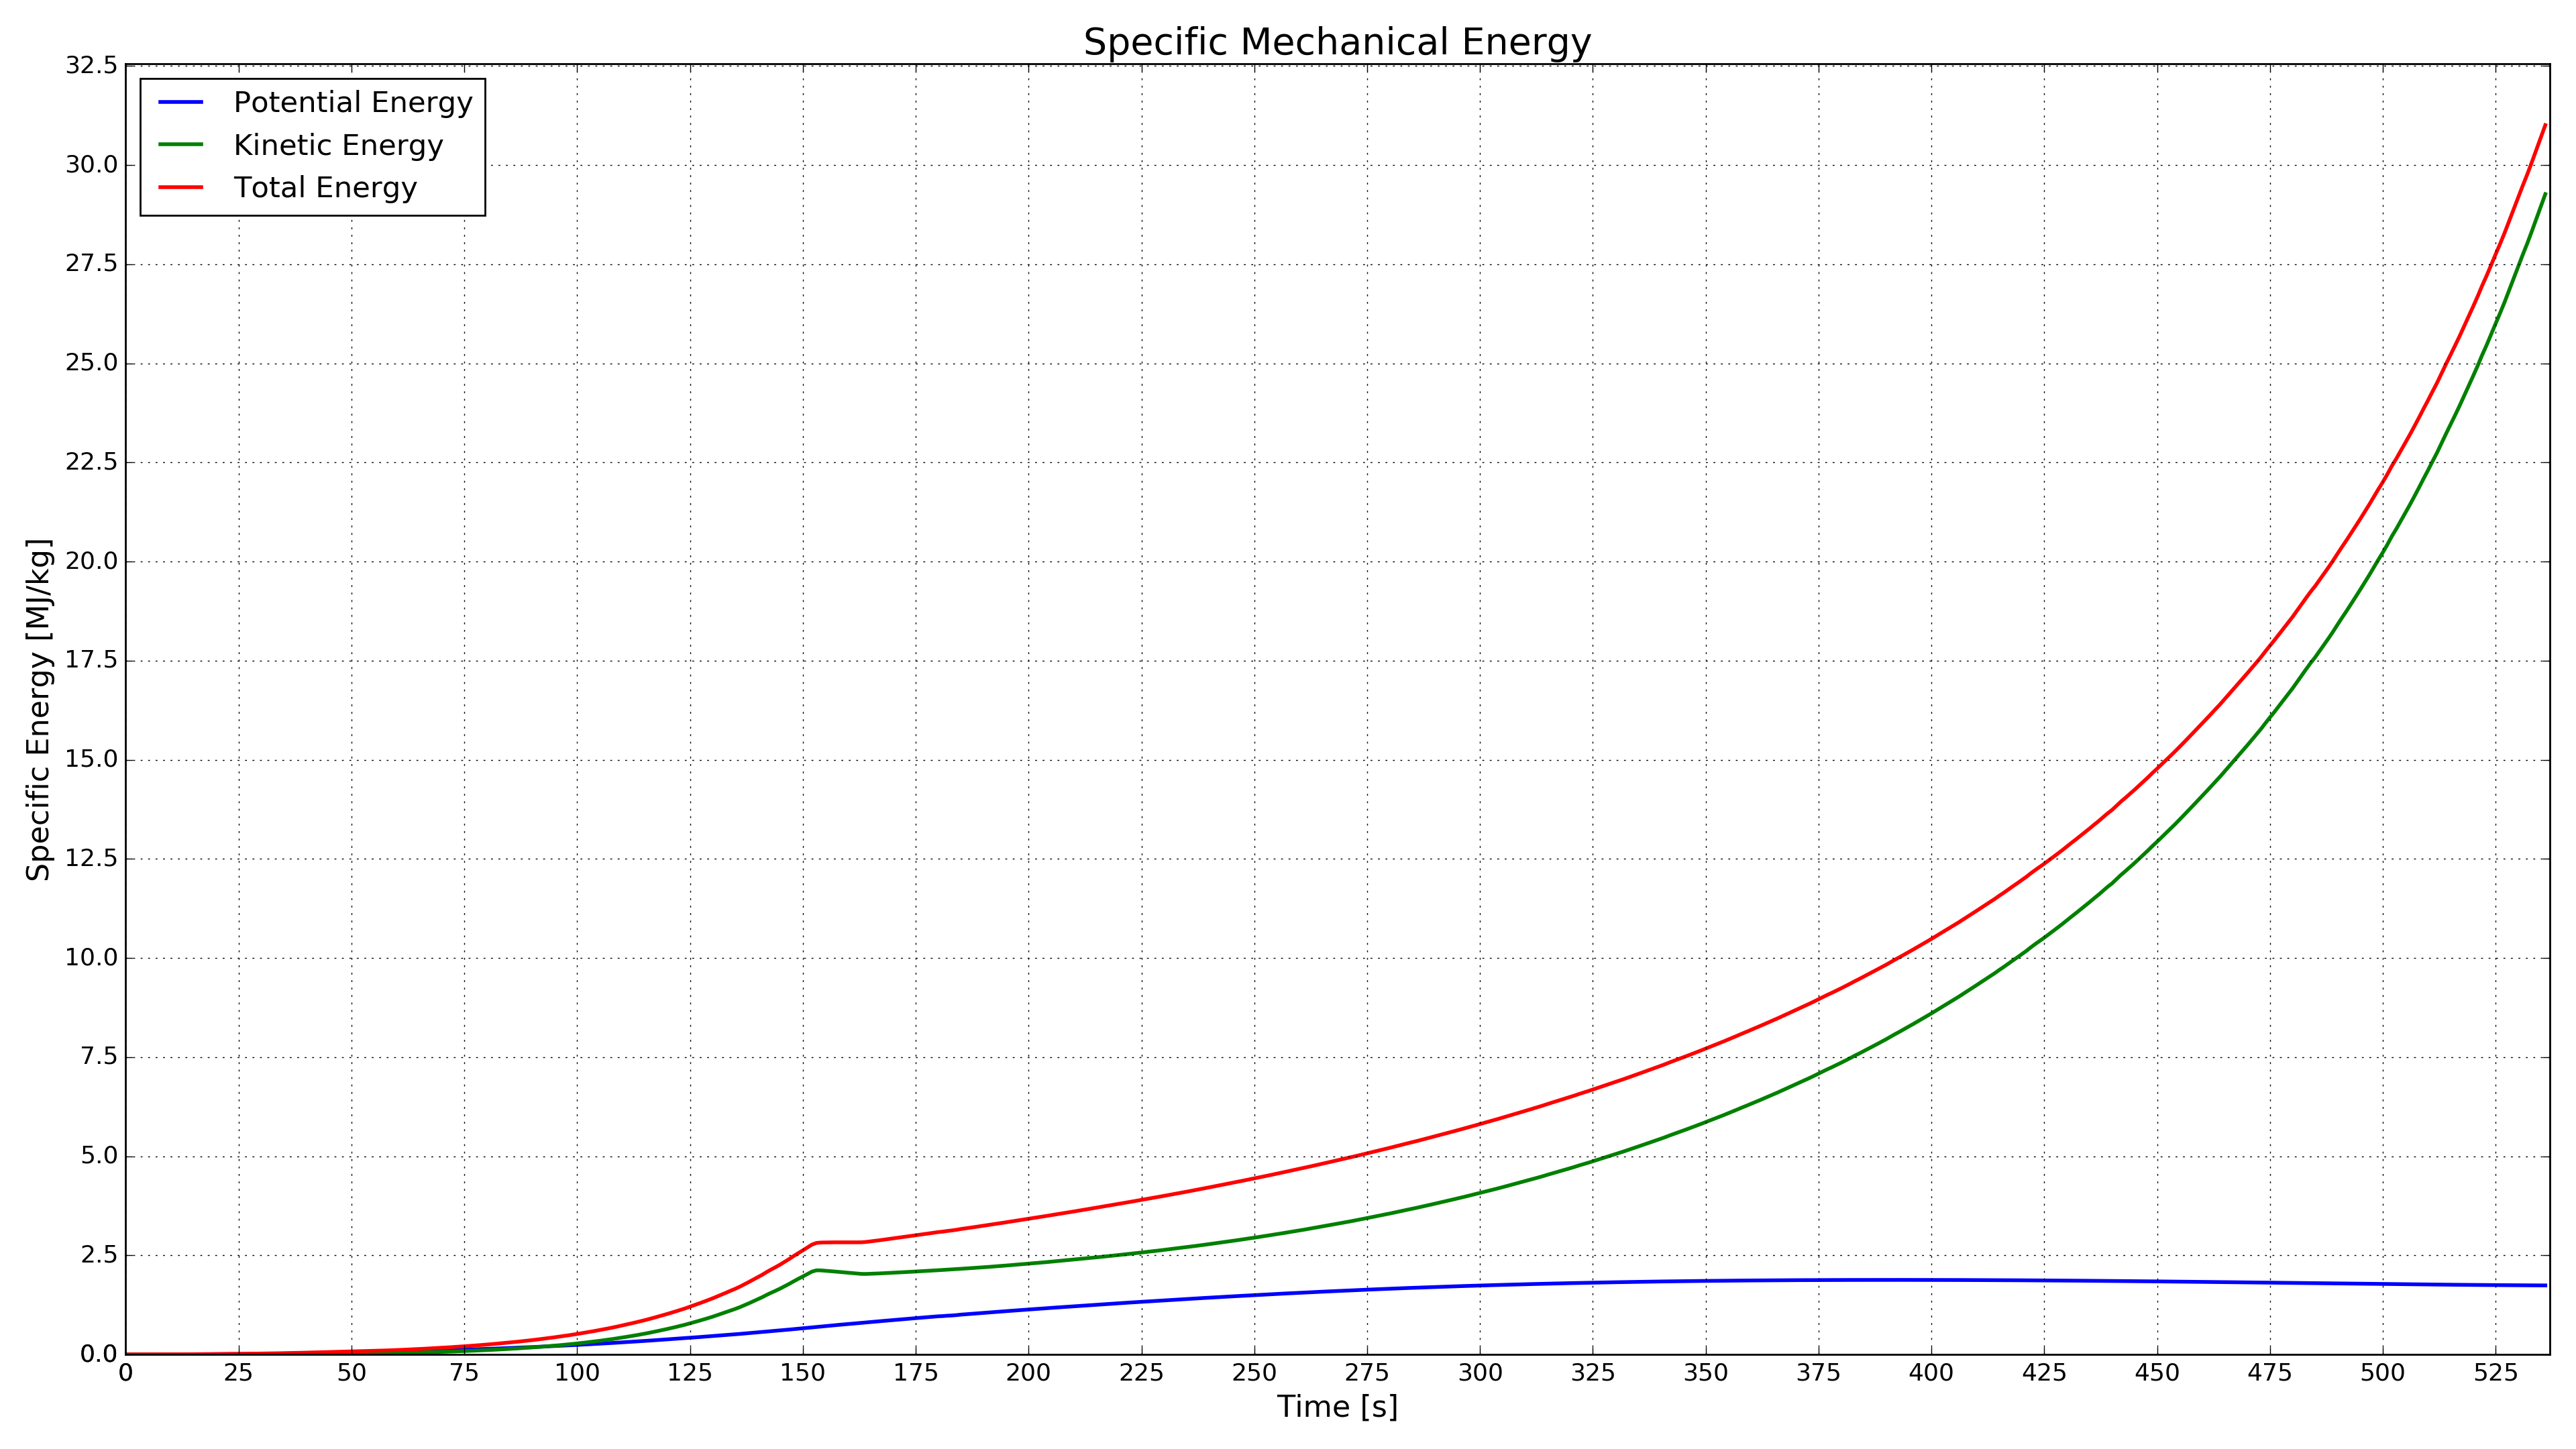 Specific Mechanical Energy
Potential Energy
Kinetic Energy
Total Energy
Specific Energy [MJ/kg]
32.5
30.0
27.5
25.0
22.5
20.0
17.5
15.0
12.5
10.0
7.5
5.0
2.5
0.0
0 25 50 75 100 125 150 175 200 225 250 275 300 325 350 375 400 425 450 475 500 525
Time [s]